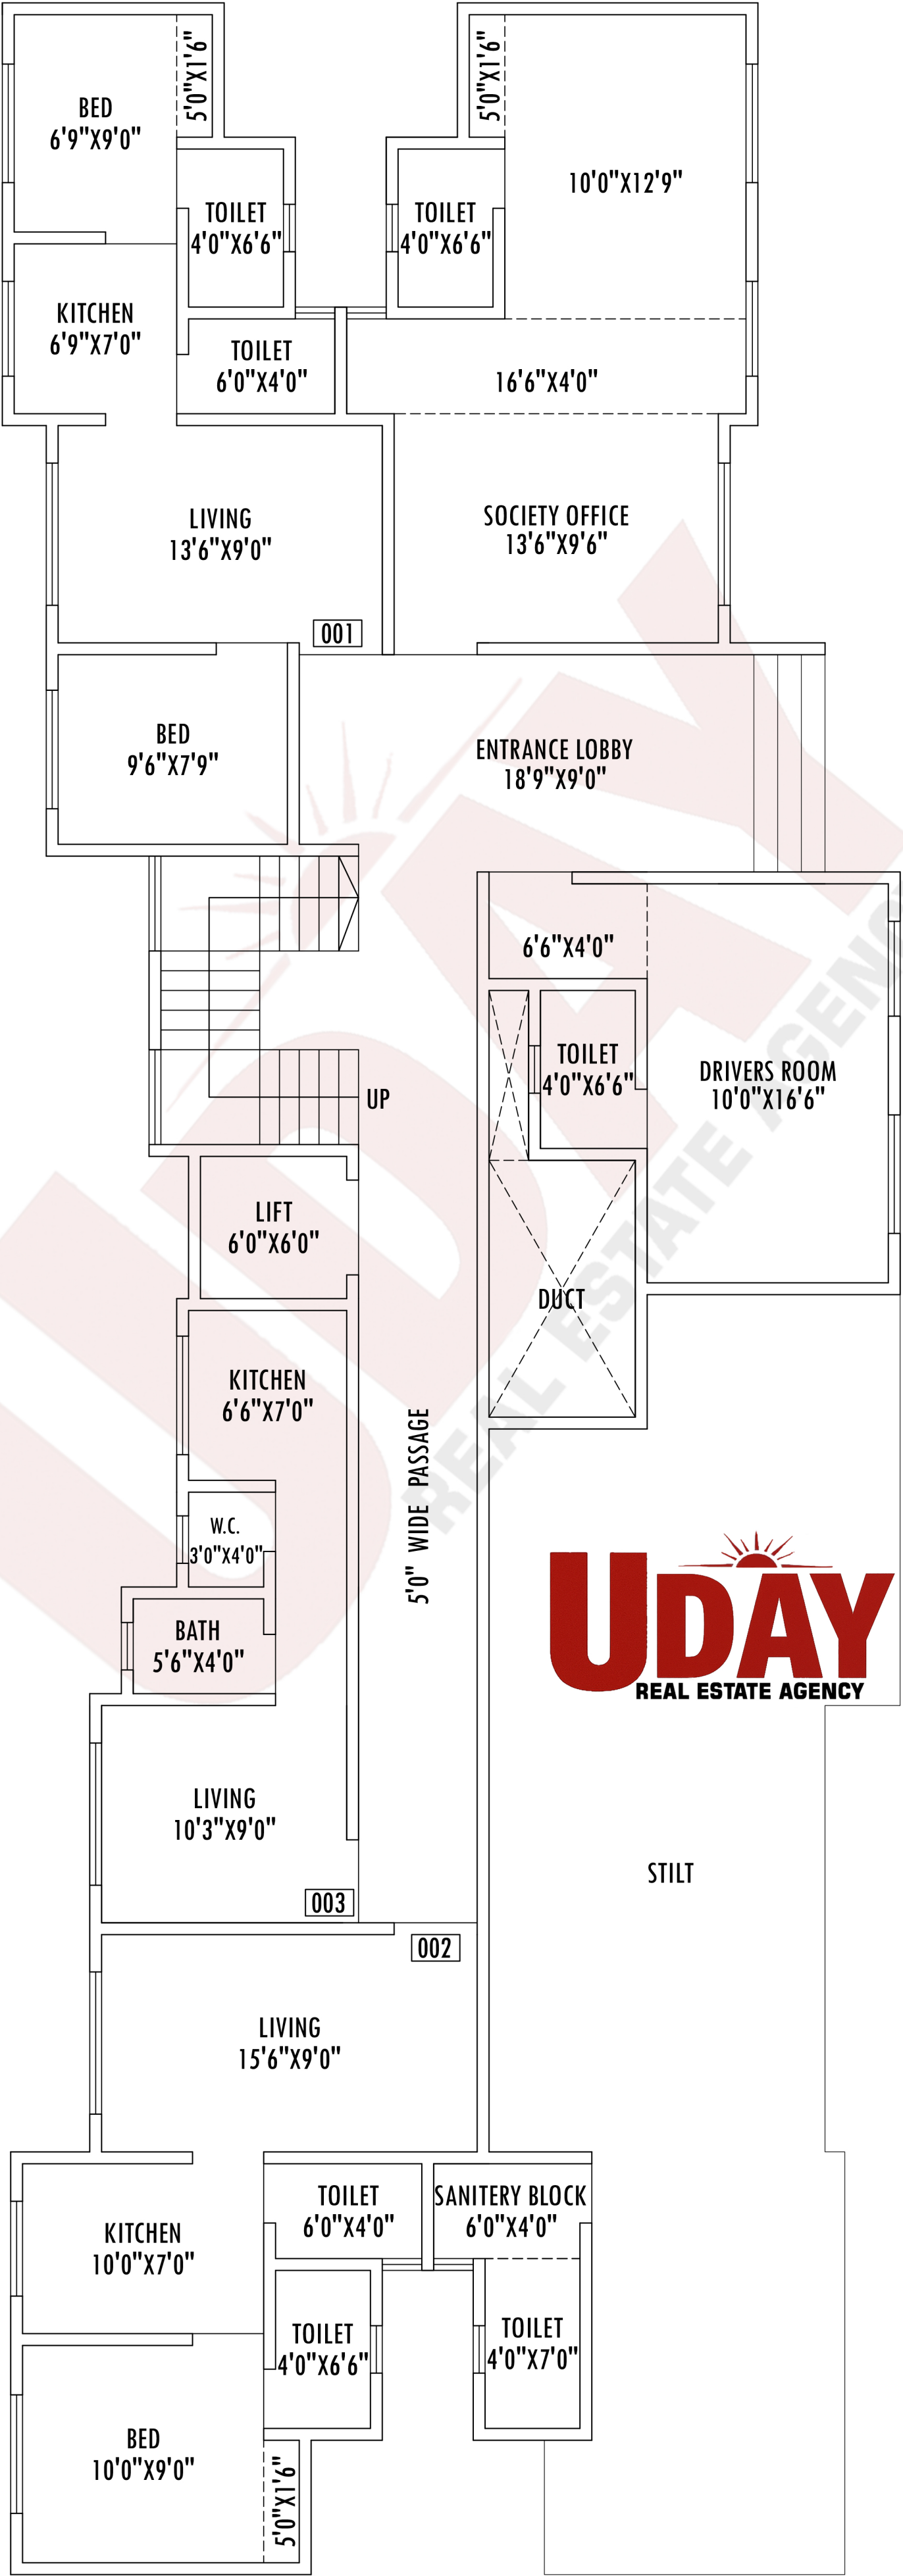 5'0"X1'6"
5'0"X1'6"
BED
6'9"X9'0"
10'0"X12'9"
TOILET
4'0"X6'6"
TOILET
4'0"X6'6"
KITCHEN
6'9"X7'0"
TOILET
6'0"X4'0"
16'6"X4'0"
LIVING
13'6"X9'0"
SOCIETY OFFICE
13'6"X9'6"
001
BED
9'6"X7'9"
ENTRANCE LOBBY
18'9"X9'0"
6'6"X4'0"
TOILET
4'0"X6'6"
DRIVERS ROOM
10'0"X16'6"
UP
LIFT
6'0"X6'0"
DUCT
KITCHEN
6'6"X7'0"
5'0" WIDE PASSAGE
W.C.
3'0"X4'0"
BATH
5'6"X4'0"
UDAY
REAL ESTATE AGENCY
LIVING
10'3"X9'0"
STILT
003
002
LIVING
15'6"X9'0"
TOILET
6'0"X4'0"
SANITERY BLOCK
6'0"X4'0"
KITCHEN
10'0"X7'0"
TOILET
4'0"X6'6"
TOILET
4'0"X7'0"
BED
10'0"X9'0"
5'0"X1'6"
UDAY
REAL ESTATE AGENC